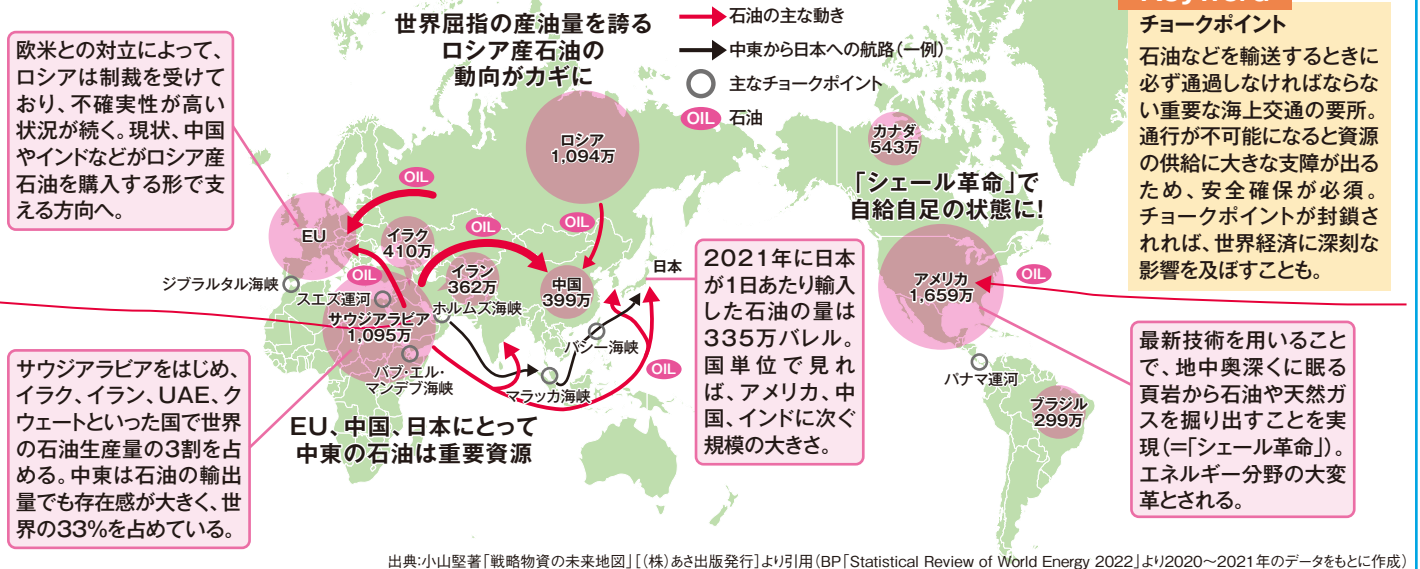 世界屈指の産油量を誇る
ロシア産石油の
動向がカギに
石油の主な動き
中東から日本への航路(一例)
主なチョークポイント
OIL 石油
チョークポイント
石油などを輸送するときに
必ず通過しなければならな
い重要な海上交通の要所。
通行が不可能になると資源
の供給に大きな支障が出る
ため、安全確保が必須。
チョークポイントが封鎖さ
れれば、世界経済に深刻な
影響を及ぼすことも。
欧米との対立によって、
ロシアは制裁を受けて
おり、不確実性が高い
状況が続く。現状、中国
やインドなどがロシア産
石油を購入する形で支
える方向へ。
ロシア
1,094万
カナダ
543万
「シェール革命」で
自給自足の状態に!
OIL
OIL
OIL
OIL
OIL
OIL
EU
イラク
410万
イラン
362万
中国
399万
日本
アメリカ
1,659万
ジブラルタル海峡
スエズ運河
サウジアラビア
1,095万
ホルムズ海峡
バブ・エル・
マンデブ海峡
バシー海峡
マラッカ海峡
パナマ運河
ブラジル
299万
2021年に日本
が1日あたり輸入
した石油の量は
335万バレル。
国単位で見れ
ば、アメリカ、中
国、インドに次ぐ
規模の大きさ。
サウジアラビアをはじめ、
イラク、イラン、UAE、ク
ウェートといった国で世界
の石油生産量の3割を占
める。中東は石油の輸出
量でも存在感が大きく、世
界の33%を占めている。
EU、中国、日本にとって
中東の石油は重要資源
最新技術を用いること
で、地中奥深くに眠る
頁岩から石油や天然ガ
スを掘り出すことを実
現(=「シェール革命」)。
エネルギー分野の大変
革とされる。
出典:小山堅著「戦略物資の未来地図」[(株)あさ出版発行]より引用(BP「Statistical Review of World Energy 2022」より2020〜2021年のデータをもとに作成)